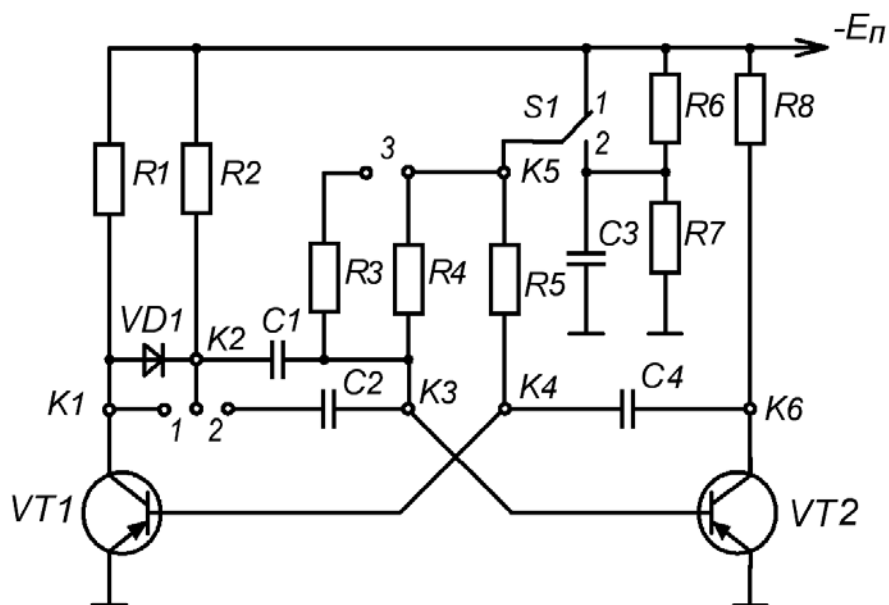 -Eп
S1
1
R6
R8
R1
R2
3
2
K5
R3
R4
R5
C3
R7
VD1
K2
C1
K1
1
2
C2
K3
K4
C4
K6
VT1
VT2